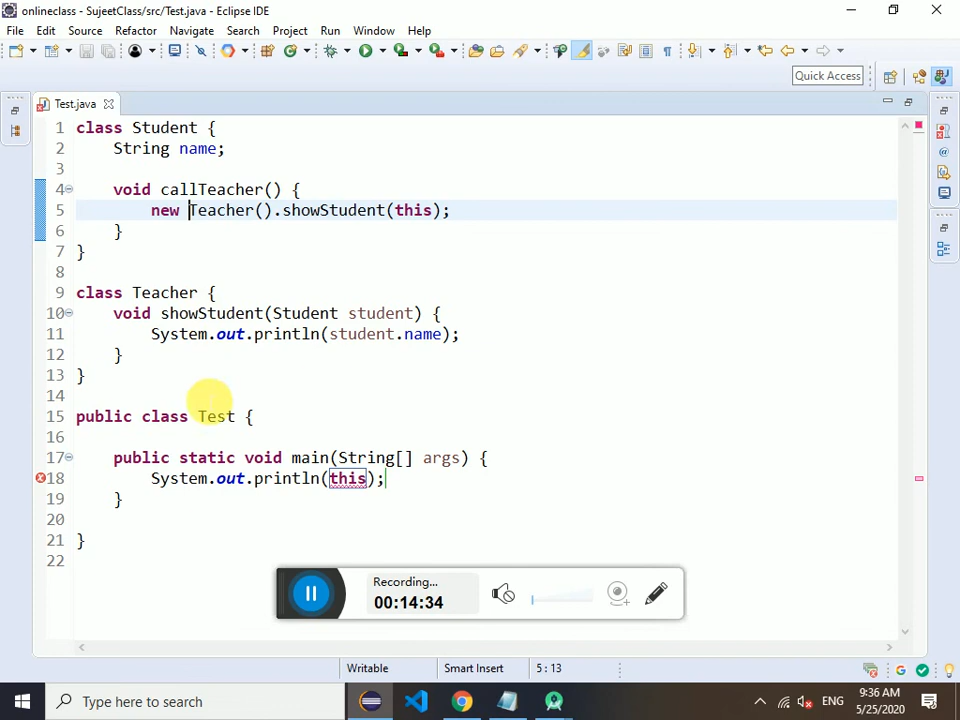 onlineclass - SujeetClass/src/Test.java - Eclipse IDE
File Edit Source Refactor Navigate Search Project Run Window Help
Quick Access
Test.java
1 class Student {
2 String name;
3
4 void callTeacher() {
5 new Teacher().showStudent(this);
6 }
7 }
8
9 class Teacher {
10 void showStudent(Student student) {
11 System.out.println(student.name);
12 }
13 }
14
15 public class Test {
16
17 public static void main(String[] args) {
18 System.out.println(this);
19 }
20
21 }
22
Recording...
00:14:34
Writable Smart Insert 5 : 13
Type here to search
ENG
9:36 AM
5/25/2020